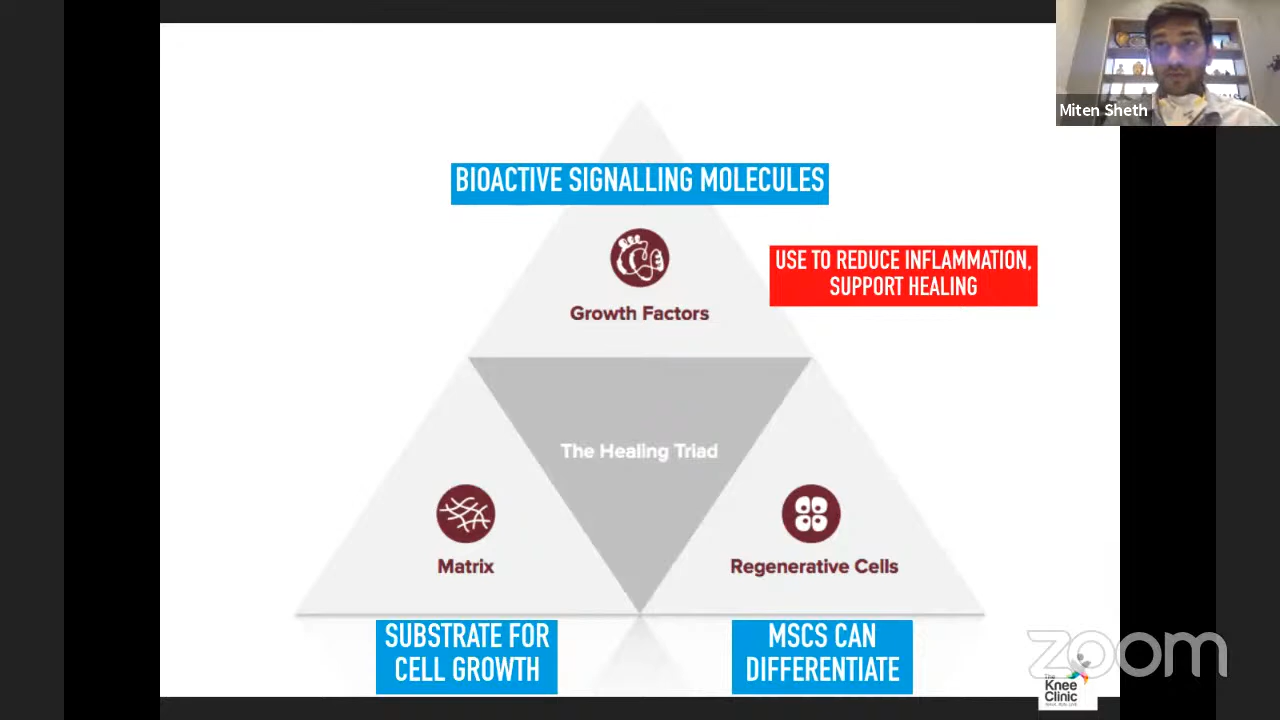 Miten Sheth
BIOACTIVE SIGNALLING MOLECULES
USE TO REDUCE INFLAMMATION,
SUPPORT HEALING
Growth Factors
The Healing Triad
Matrix
Regenerative Cells
SUBSTRATE FOR
CELL GROWTH
MSCS CAN
DIFFERENTIATE
zoom
The
Knee
Clinic